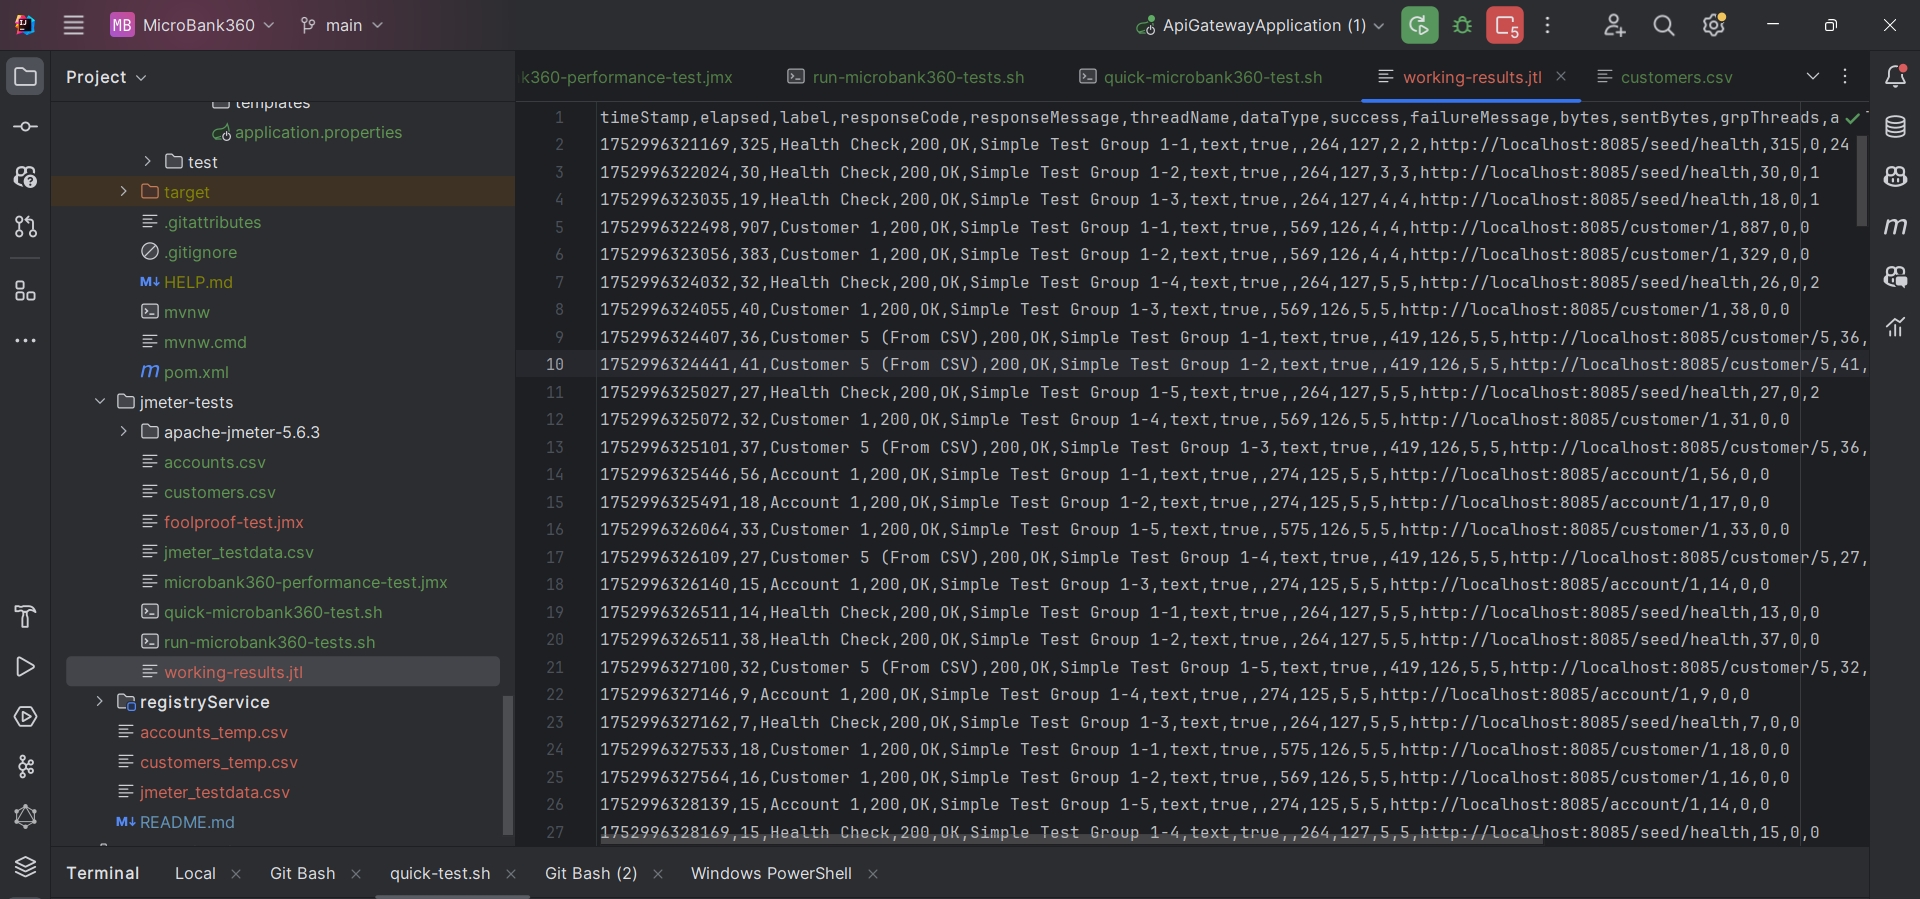 MB MicroBank360 main ApiGatewayApplication (1) 5
Project
k360-performance-test.jmx run-microbank360-tests.sh quick-microbank360-test.sh working-results.jtl customers.csv
templates
application.properties
test
target
.gitattributes
.gitignore
M↓ HELP.md
mvnw
mvnw.cmd
m pom.xml
jmeter-tests
apache-jmeter-5.6.3
accounts.csv
customers.csv
foolproof-test.jmx
jmeter_testdata.csv
microbank360-performance-test.jmx
quick-microbank360-test.sh
run-microbank360-tests.sh
working-results.jtl
registryService
accounts_temp.csv
customers_temp.csv
jmeter_testdata.csv
M↓ README.md
1 timeStamp,elapsed,label,responseCode,responseMessage,threadName,dataType,success,failureMessage,bytes,sentBytes,grpThreads,a
2 1752996321169,325,Health Check,200,OK,Simple Test Group 1-1,text,true,,264,127,2,2,http://localhost:8085/seed/health,315,0,24
3 1752996322024,30,Health Check,200,OK,Simple Test Group 1-2,text,true,,264,127,3,3,http://localhost:8085/seed/health,30,0,1
4 1752996323035,19,Health Check,200,OK,Simple Test Group 1-3,text,true,,264,127,4,4,http://localhost:8085/seed/health,18,0,1
5 1752996322498,907,Customer 1,200,OK,Simple Test Group 1-1,text,true,,569,126,4,4,http://localhost:8085/customer/1,887,0,0
6 1752996323056,383,Customer 1,200,OK,Simple Test Group 1-2,text,true,,569,126,4,4,http://localhost:8085/customer/1,329,0,0
7 1752996324032,32,Health Check,200,OK,Simple Test Group 1-4,text,true,,264,127,5,5,http://localhost:8085/seed/health,26,0,2
8 1752996324055,40,Customer 1,200,OK,Simple Test Group 1-3,text,true,,569,126,5,5,http://localhost:8085/customer/1,38,0,0
9 1752996324407,36,Customer 5 (From CSV),200,OK,Simple Test Group 1-1,text,true,,419,126,5,5,http://localhost:8085/customer/5,36,
10 1752996324441,41,Customer 5 (From CSV),200,OK,Simple Test Group 1-2,text,true,,419,126,5,5,http://localhost:8085/customer/5,41,
11 1752996325027,27,Health Check,200,OK,Simple Test Group 1-5,text,true,,264,127,5,5,http://localhost:8085/seed/health,27,0,2
12 1752996325072,32,Customer 1,200,OK,Simple Test Group 1-4,text,true,,569,126,5,5,http://localhost:8085/customer/1,31,0,0
13 1752996325101,37,Customer 5 (From CSV),200,OK,Simple Test Group 1-3,text,true,,419,126,5,5,http://localhost:8085/customer/5,36,
14 1752996325446,56,Account 1,200,OK,Simple Test Group 1-1,text,true,,274,125,5,5,http://localhost:8085/account/1,56,0,0
15 1752996325491,18,Account 1,200,OK,Simple Test Group 1-2,text,true,,274,125,5,5,http://localhost:8085/account/1,17,0,0
16 1752996326064,33,Customer 1,200,OK,Simple Test Group 1-5,text,true,,575,126,5,5,http://localhost:8085/customer/1,33,0,0
17 1752996326109,27,Customer 5 (From CSV),200,OK,Simple Test Group 1-4,text,true,,419,126,5,5,http://localhost:8085/customer/5,27,
18 1752996326140,15,Account 1,200,OK,Simple Test Group 1-3,text,true,,274,125,5,5,http://localhost:8085/account/1,14,0,0
19 1752996326511,14,Health Check,200,OK,Simple Test Group 1-1,text,true,,264,127,5,5,http://localhost:8085/seed/health,13,0,0
20 1752996326511,38,Health Check,200,OK,Simple Test Group 1-2,text,true,,264,127,5,5,http://localhost:8085/seed/health,37,0,0
21 1752996327100,32,Customer 5 (From CSV),200,OK,Simple Test Group 1-5,text,true,,419,126,5,5,http://localhost:8085/customer/5,32,
22 1752996327146,9,Account 1,200,OK,Simple Test Group 1-4,text,true,,274,125,5,5,http://localhost:8085/account/1,9,0,0
23 1752996327162,7,Health Check,200,OK,Simple Test Group 1-3,text,true,,264,127,5,5,http://localhost:8085/seed/health,7,0,0
24 1752996327533,18,Customer 1,200,OK,Simple Test Group 1-1,text,true,,575,126,5,5,http://localhost:8085/customer/1,18,0,0
25 1752996327564,16,Customer 1,200,OK,Simple Test Group 1-2,text,true,,569,126,5,5,http://localhost:8085/customer/1,16,0,0
26 1752996328139,15,Account 1,200,OK,Simple Test Group 1-5,text,true,,274,125,5,5,http://localhost:8085/account/1,14,0,0
27 1752996328169,15,Health Check,200,OK,Simple Test Group 1-4,text,true,,264,127,5,5,http://localhost:8085/seed/health,15,0,0
Terminal Local Git Bash quick-test.sh Git Bash (2) Windows PowerShell